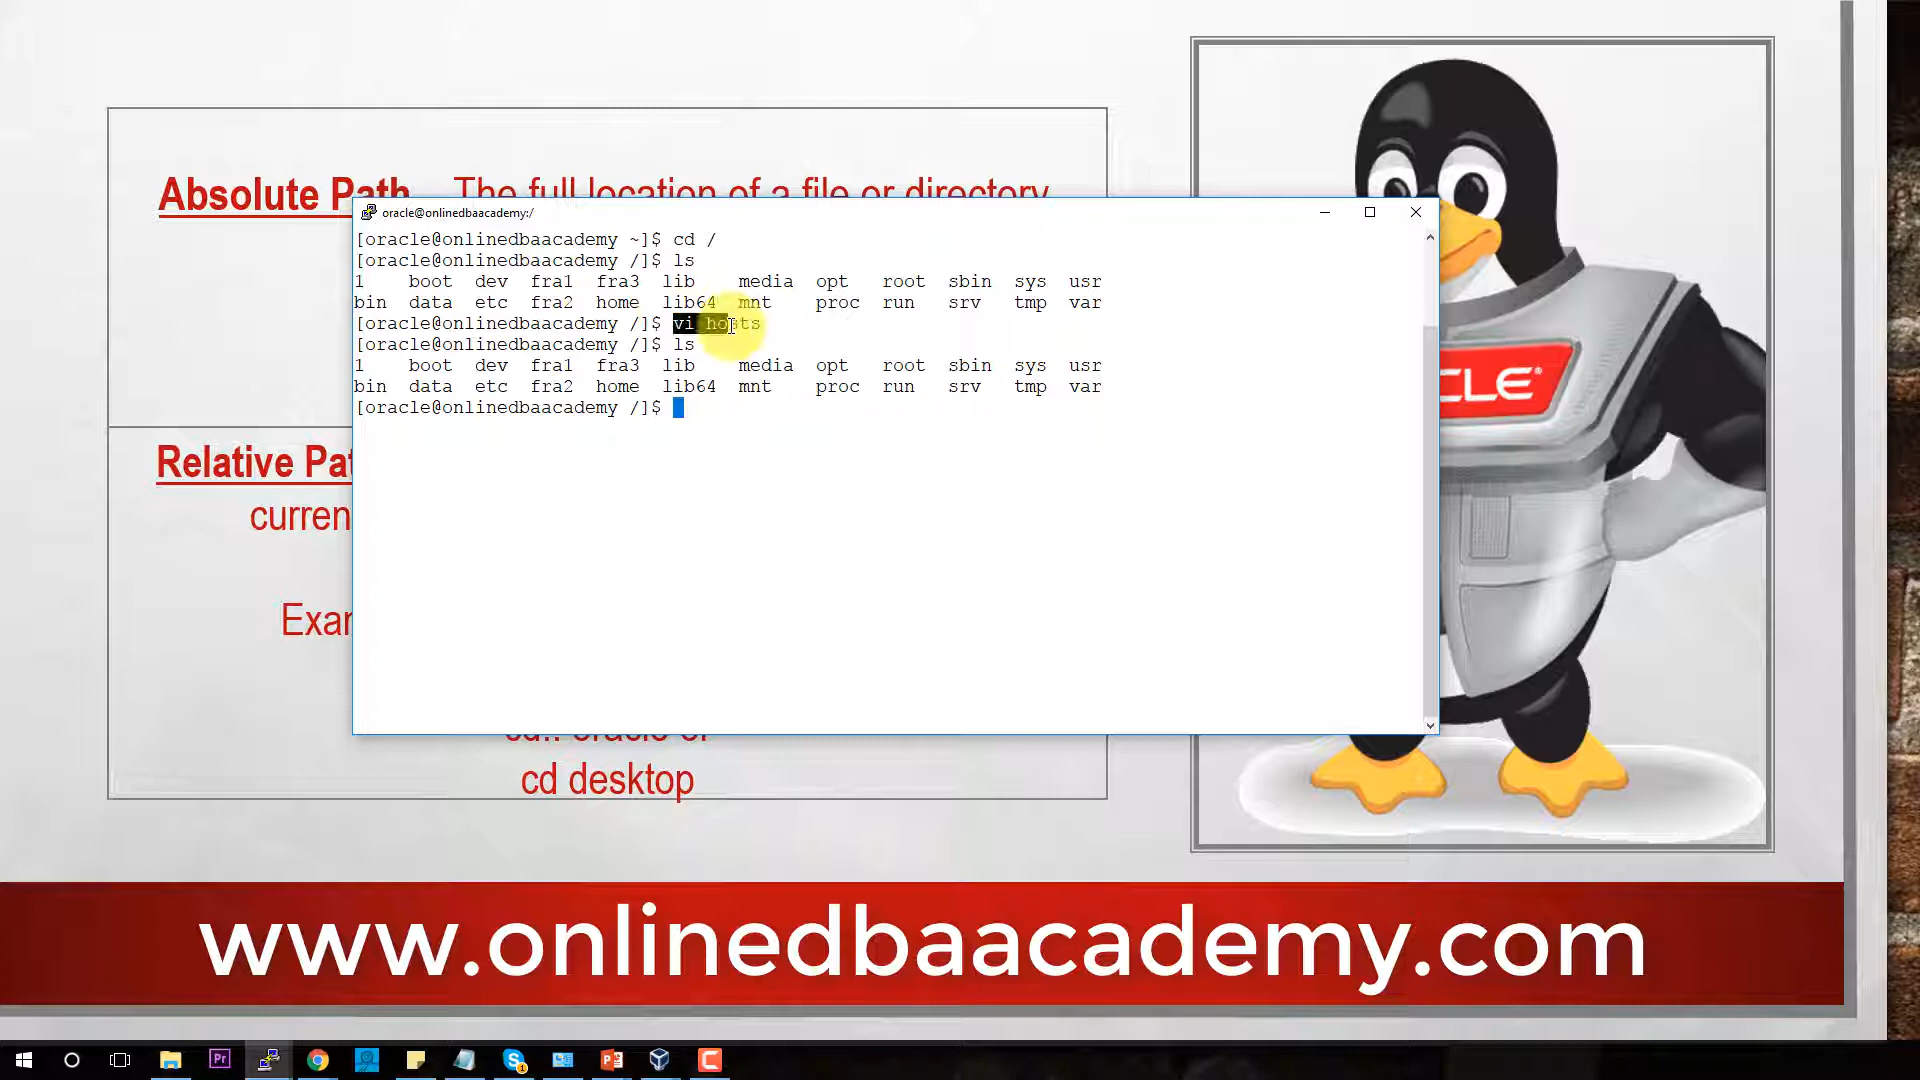 Absolute Path   The full location of a file or directory
oracle@onlinedbaacademy:/
[oracle@onlinedbaacademy ~]$ cd /
[oracle@onlinedbaacademy /]$ ls
1    boot  dev  fra1  fra3  lib    media  opt   root  sbin  sys  usr
bin  data  etc  fra2  home  lib64  mnt    proc  run   srv   tmp  var
[oracle@onlinedbaacademy /]$ vi hosts
[oracle@onlinedbaacademy /]$ ls
1    boot  dev  fra1  fra3  lib    media  opt   root  sbin  sys  usr
bin  data  etc  fra2  home  lib64  mnt    proc  run   srv   tmp  var
[oracle@onlinedbaacademy /]$
Relative Pat
curren
Exam
cd desktop
CLE
www.onlinedbaacademy.com
Pr